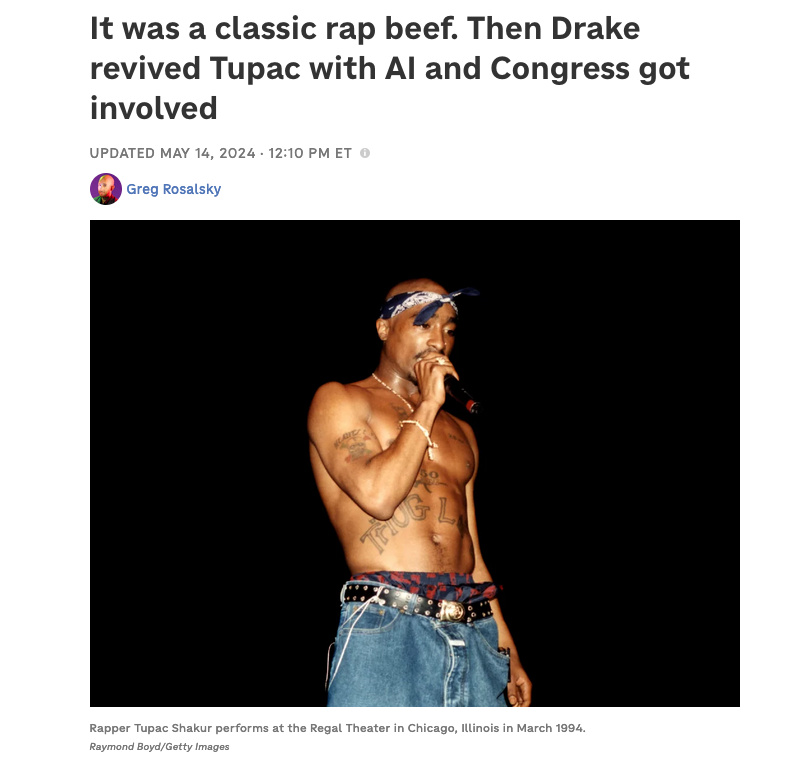 It was a classic rap beef. Then Drake
revived Tupac with AI and Congress got
involved
UPDATED MAY 14, 2024 · 12:10 PM ET
Greg Rosalsky
THUG L
Rapper Tupac Shakur performs at the Regal Theater in Chicago, Illinois in March 1994.
Raymond Boyd/Getty Images